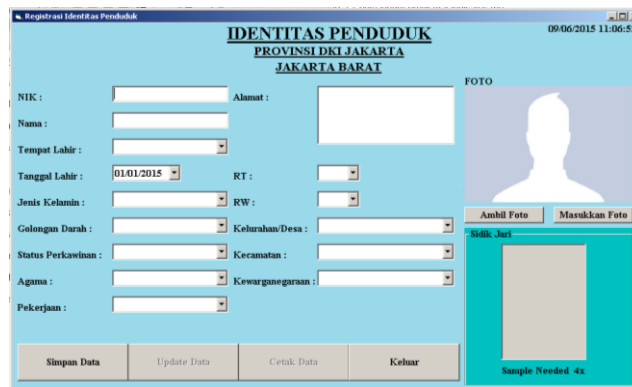 Registrasi Identitas Penduduk
IDENTITAS PENDUDUK
09/06/2015 11:06:5
PROVINSI DKI JAKARTA
JAKARTA BARAT
FOTO
NIK :
Alamat :
Nama :
Tempat Lahir :
Tanggal Lahir : 01/01/2015
RT :
Jenis Kelamin :
RW :
Ambil Foto
Masukkan Foto
Golongan Darah :
Kelurahan/Desa :
Sidik Jari
Status Perkawinan :
Kecamatan :
Agama :
Kewarganegaraan :
Pekerjaan :
Simpan Data
Update Data
Cetak Data
Keluar
Sample Needed 4x